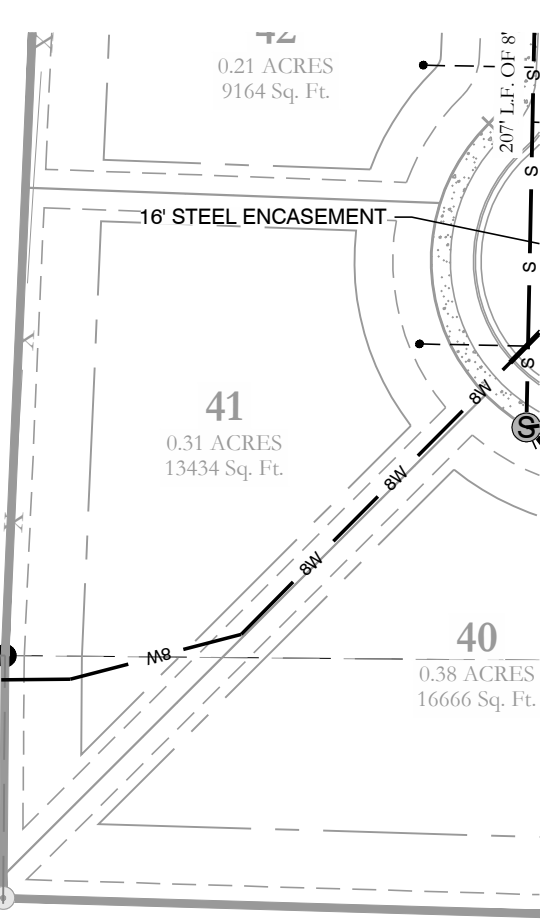 42
0.21 ACRES
9164 Sq. Ft.
207' L.F. OF 8'
S'
S
16' STEEL ENCASEMENT
S
S
8W
41
0.31 ACRES
13434 Sq. Ft.
S
8W
8W
8W
40
0.38 ACRES
16666 Sq. Ft.